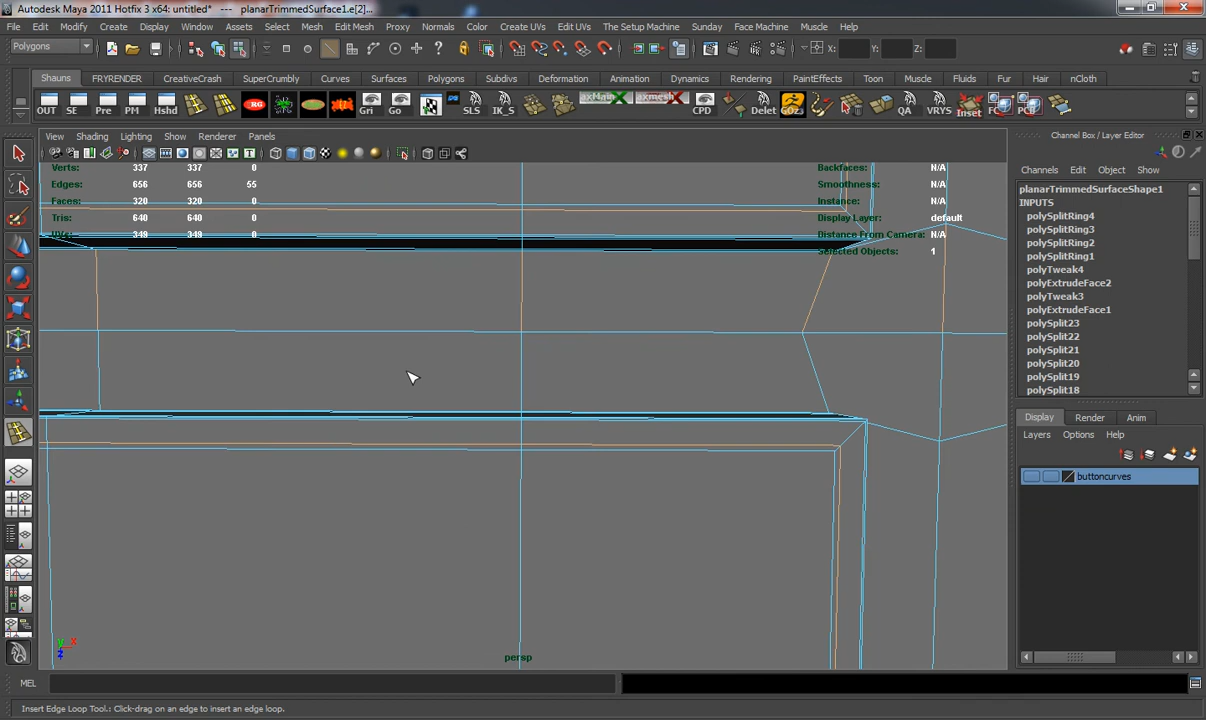 Autodesk Maya 2011 Hotfix 3 x64: untitled* --- planarTrimmedSurface1.e[2]...
File Edit Modify Create Display Window Assets Select Mesh Edit Mesh Proxy Normals Color Create UVs Edit UVs The Setup Machine Sunday Face Machine Muscle Help
Polygons X: Y: Z:
Shauns FRYRENDER CreativeCrash SuperCrumbly Curves Surfaces Polygons Subdivs Deformation Animation Dynamics Rendering PaintEffects Toon Muscle Fluids Fur Hair nCloth
OUT SE Pre PM Hshd RG Gri Go SLS IK_S axMain axmesh CPD Delet GOz3 QA VRYS Inset FC PCB
View Shading Lighting Show Renderer Panels
Verts: 337 337 0
Edges: 656 656 55
Faces: 320 320 0
Tris: 640 640 0
UVs: 349 349 0
Backfaces: N/A
Smoothness: N/A
Instance: N/A
Display Layer: default
Distance From Camera: N/A
Selected Objects: 1
persp
Channel Box / Layer Editor
Channels Edit Object Show
planarTrimmedSurfaceShape1
INPUTS
polySplitRing4
polySplitRing3
polySplitRing2
polySplitRing1
polyTweak4
polyExtrudeFace2
polyTweak3
polyExtrudeFace1
polySplit23
polySplit22
polySplit21
polySplit20
polySplit19
polySplit18
Display Render Anim
Layers Options Help
buttoncurves
MEL
Insert Edge Loop Tool.: Click-drag on an edge to insert an edge loop.